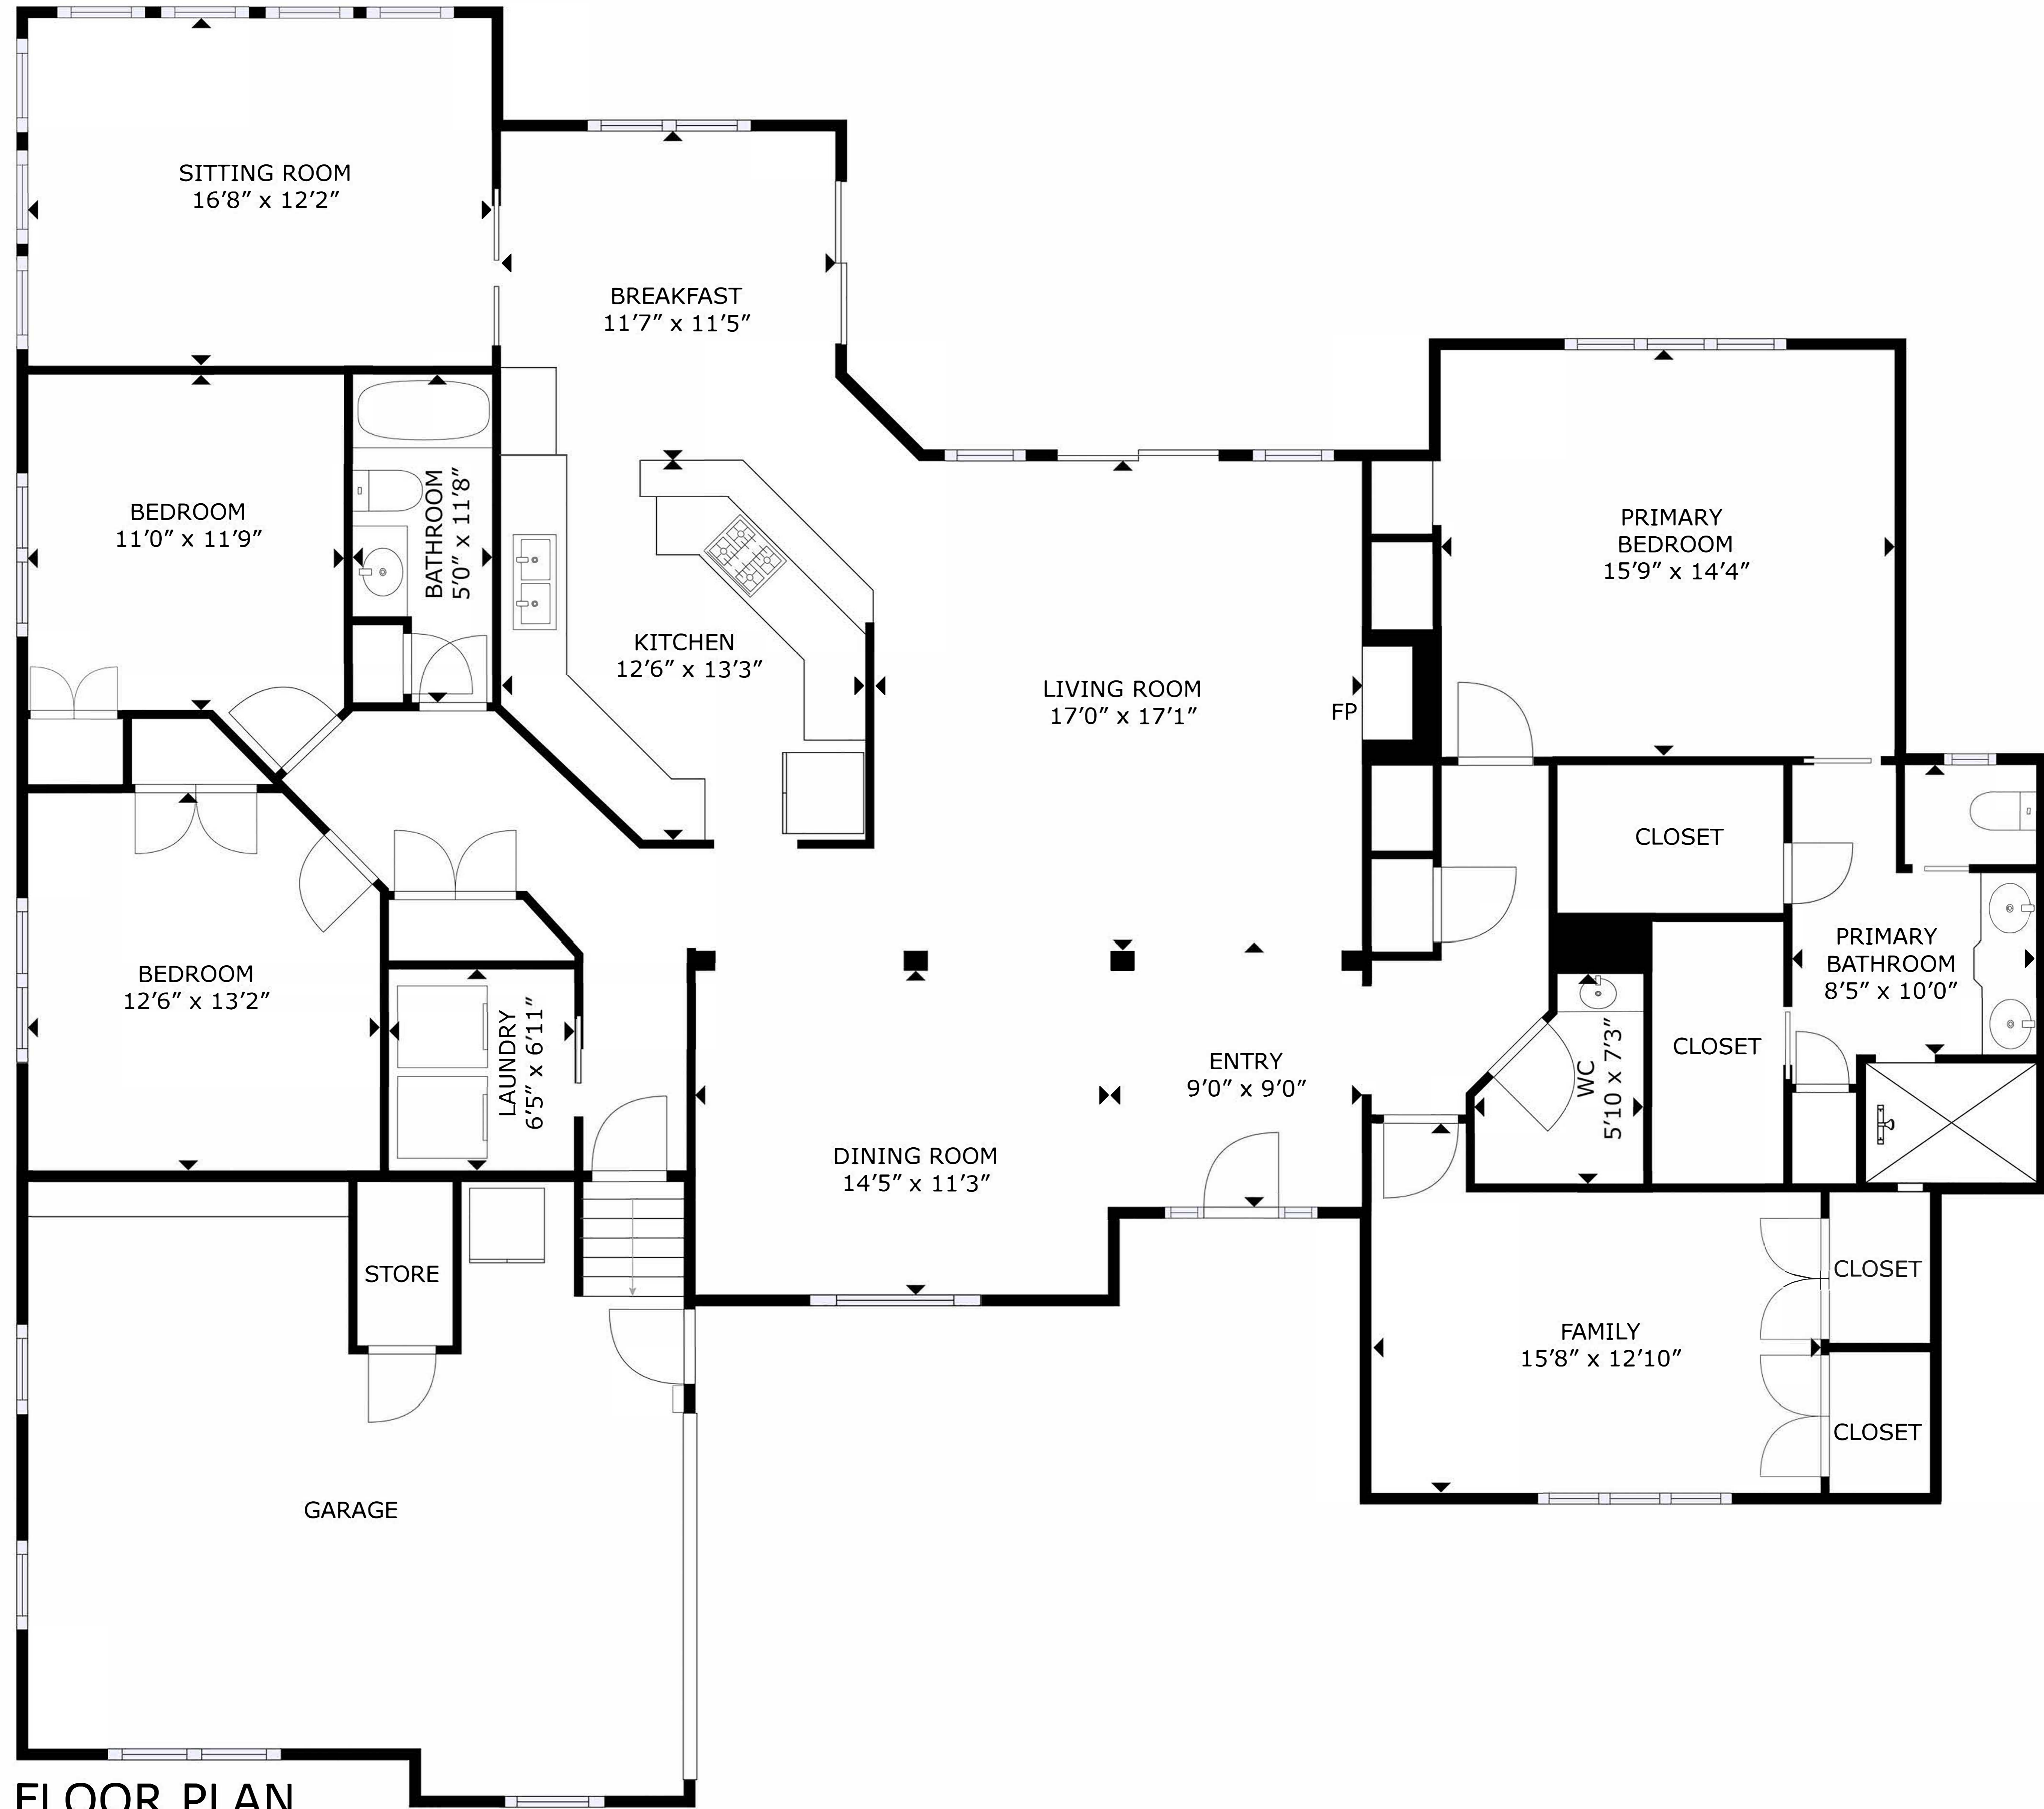 SITTING ROOM
16’8” x 12’2”
BREAKFAST
11’7” x 11’5”
BEDROOM
11’0” x 11’9”
BATHROOM
5’0” x 11’8”
KITCHEN
12’6” x 13’3”
LIVING ROOM
17’0” x 17’1”
FP
PRIMARY
BEDROOM
15’9” x 14’4”
CLOSET
PRIMARY
BATHROOM
8’5” x 10’0”
BEDROOM
12’6” x 13’2”
LAUNDRY
6’5” x 6’11”
ENTRY
9’0” x 9’0”
WC
5’10 x 7’3”
CLOSET
DINING ROOM
14’5” x 11’3”
STORE
CLOSET
FAMILY
15’8” x 12’10”
CLOSET
GARAGE
FLOOR PLAN